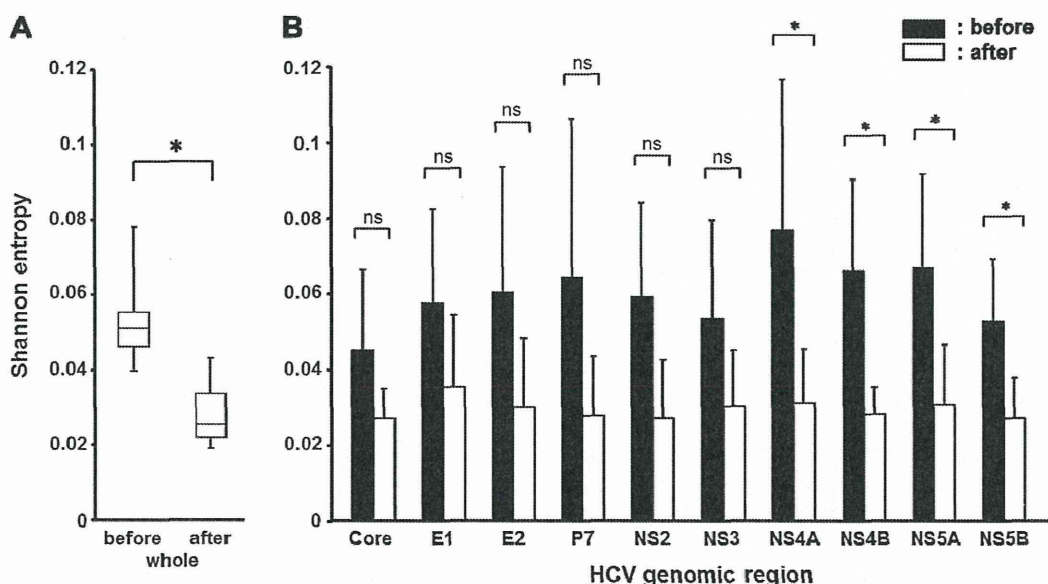 A
Shannon entropy
0.12
0.1
0.08
0.06
0.04
0.02
0
*
before after
whole
B
■ : before
□ : after
0.12
0.1
0.08
0.06
0.04
0.02
0
ns ns ns ns ns ns * * * *
Core E1 E2 P7 NS2 NS3 NS4A NS4B NS5A NS5B
HCV genomic region